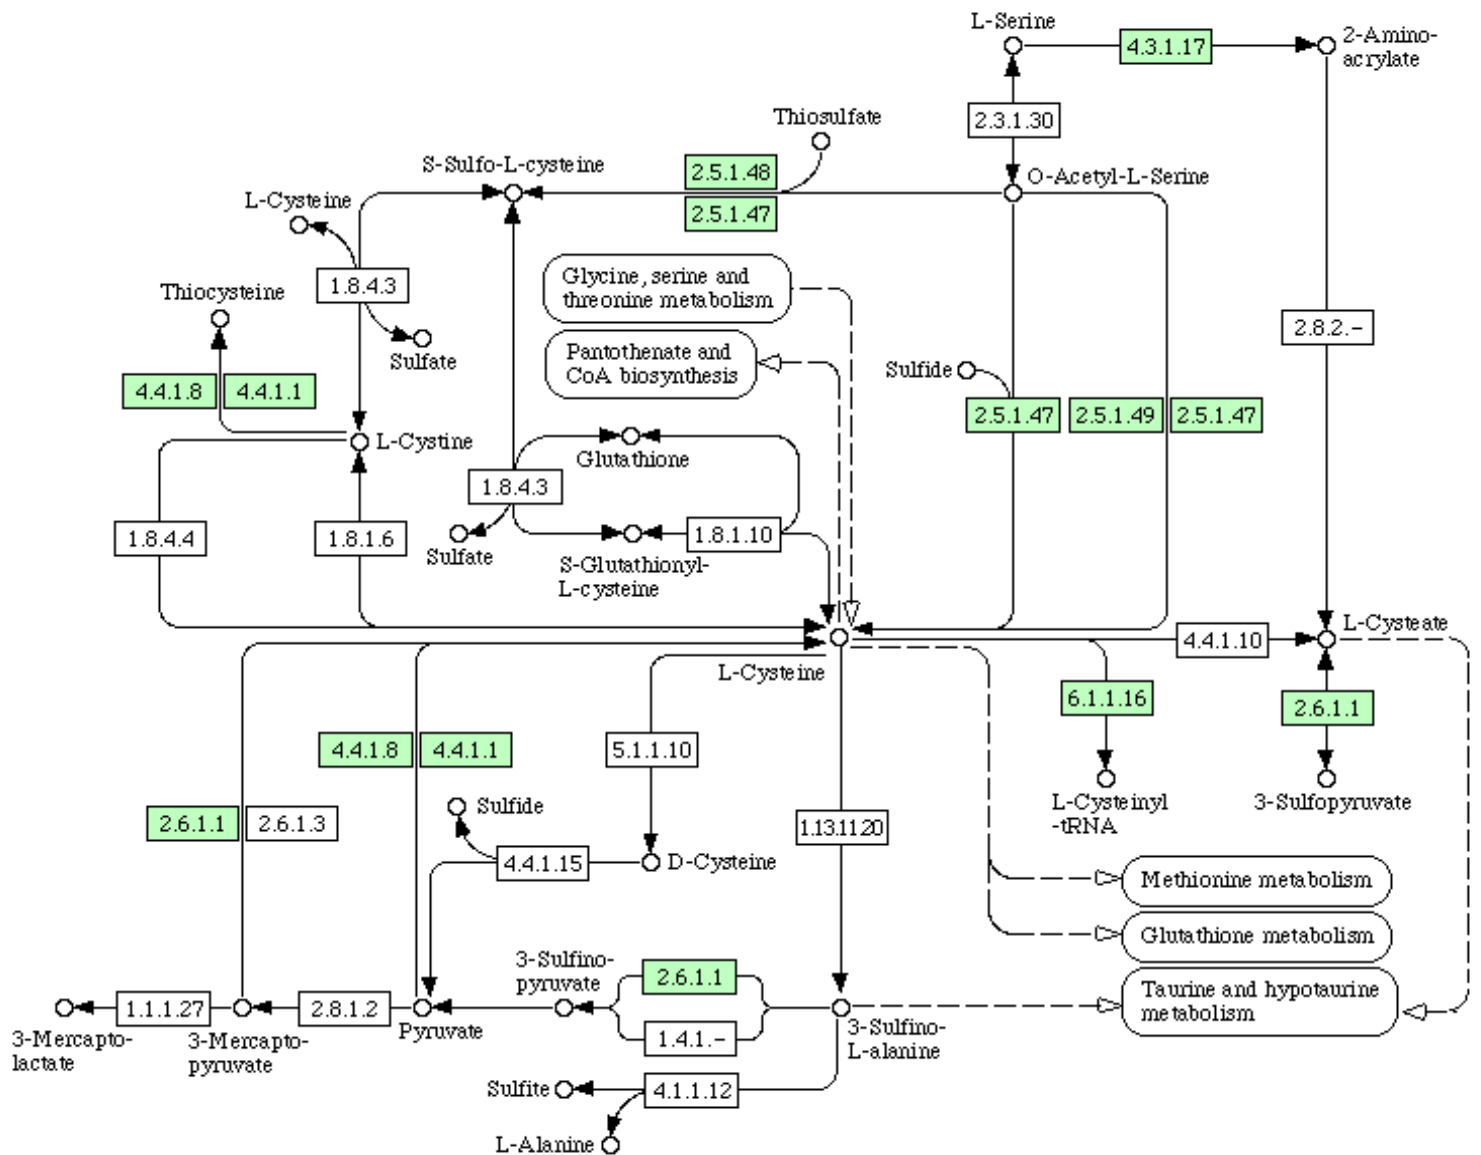 L-Serine
4.3.1.17
2-Amino-
acrylate
2.3.1.30
Thiosulfate
S-Sulfo-L-cysteine
2.5.1.48
O-Acetyl-L-Serine
L-Cysteine
2.5.1.47
1.8.4.3
Glycine, serine and
threonine metabolism
Thiocysteine
Sulfate
2.8.2.-
Pantothenate and
CoA biosynthesis
Sulfide
4.4.1.8
4.4.1.1
2.5.1.47
2.5.1.49
2.5.1.47
L-Cystine
Glutathione
1.8.4.3
1.8.4.4
1.8.1.6
1.8.1.10
Sulfate
S-Glutathionyl-
L-cysteine
L-Cysteate
4.4.1.10
L-Cysteine
6.1.1.16
2.6.1.1
4.4.1.8
4.4.1.1
5.1.1.10
L-Cysteinyl
-tRNA
3-Sulfopyruvate
Sulfide
2.6.1.1
2.6.1.3
1.13.11.20
4.4.1.15
D-Cysteine
Methionine metabolism
Glutathione metabolism
3-Sulfino-
pyruvate
2.6.1.1
Taurine and hypotaurine
metabolism
1.1.1.27
2.8.1.2
3-Mercapto-
lactate
3-Mercapto-
pyruvate
Pyruvate
1.4.1.-
3-Sulfino-
L-alanine
Sulfite
4.1.1.12
L-Alanine